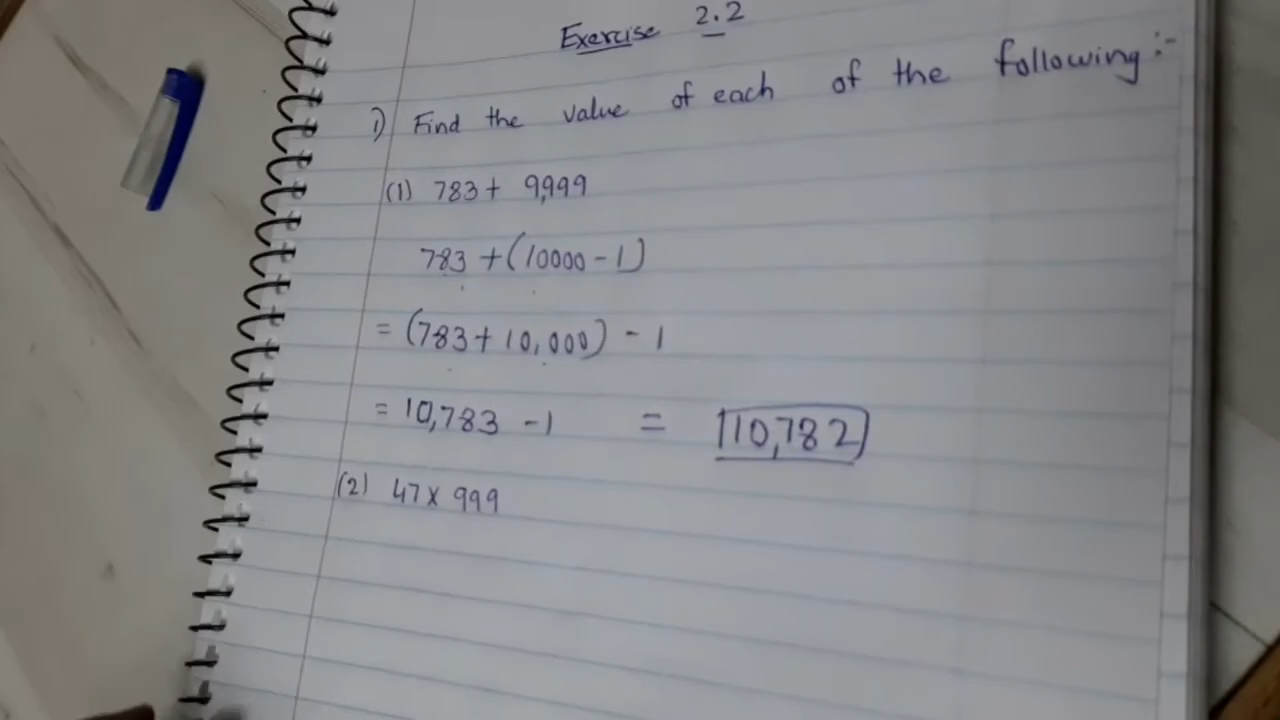 Exercise 2.2
1) Find the value of each of the following :-
(1) 783 + 9,999
783 + (10000 - 1)
= (783 + 10,000) - 1
= 10,783 - 1 = 10,782
(2) 47 x 999